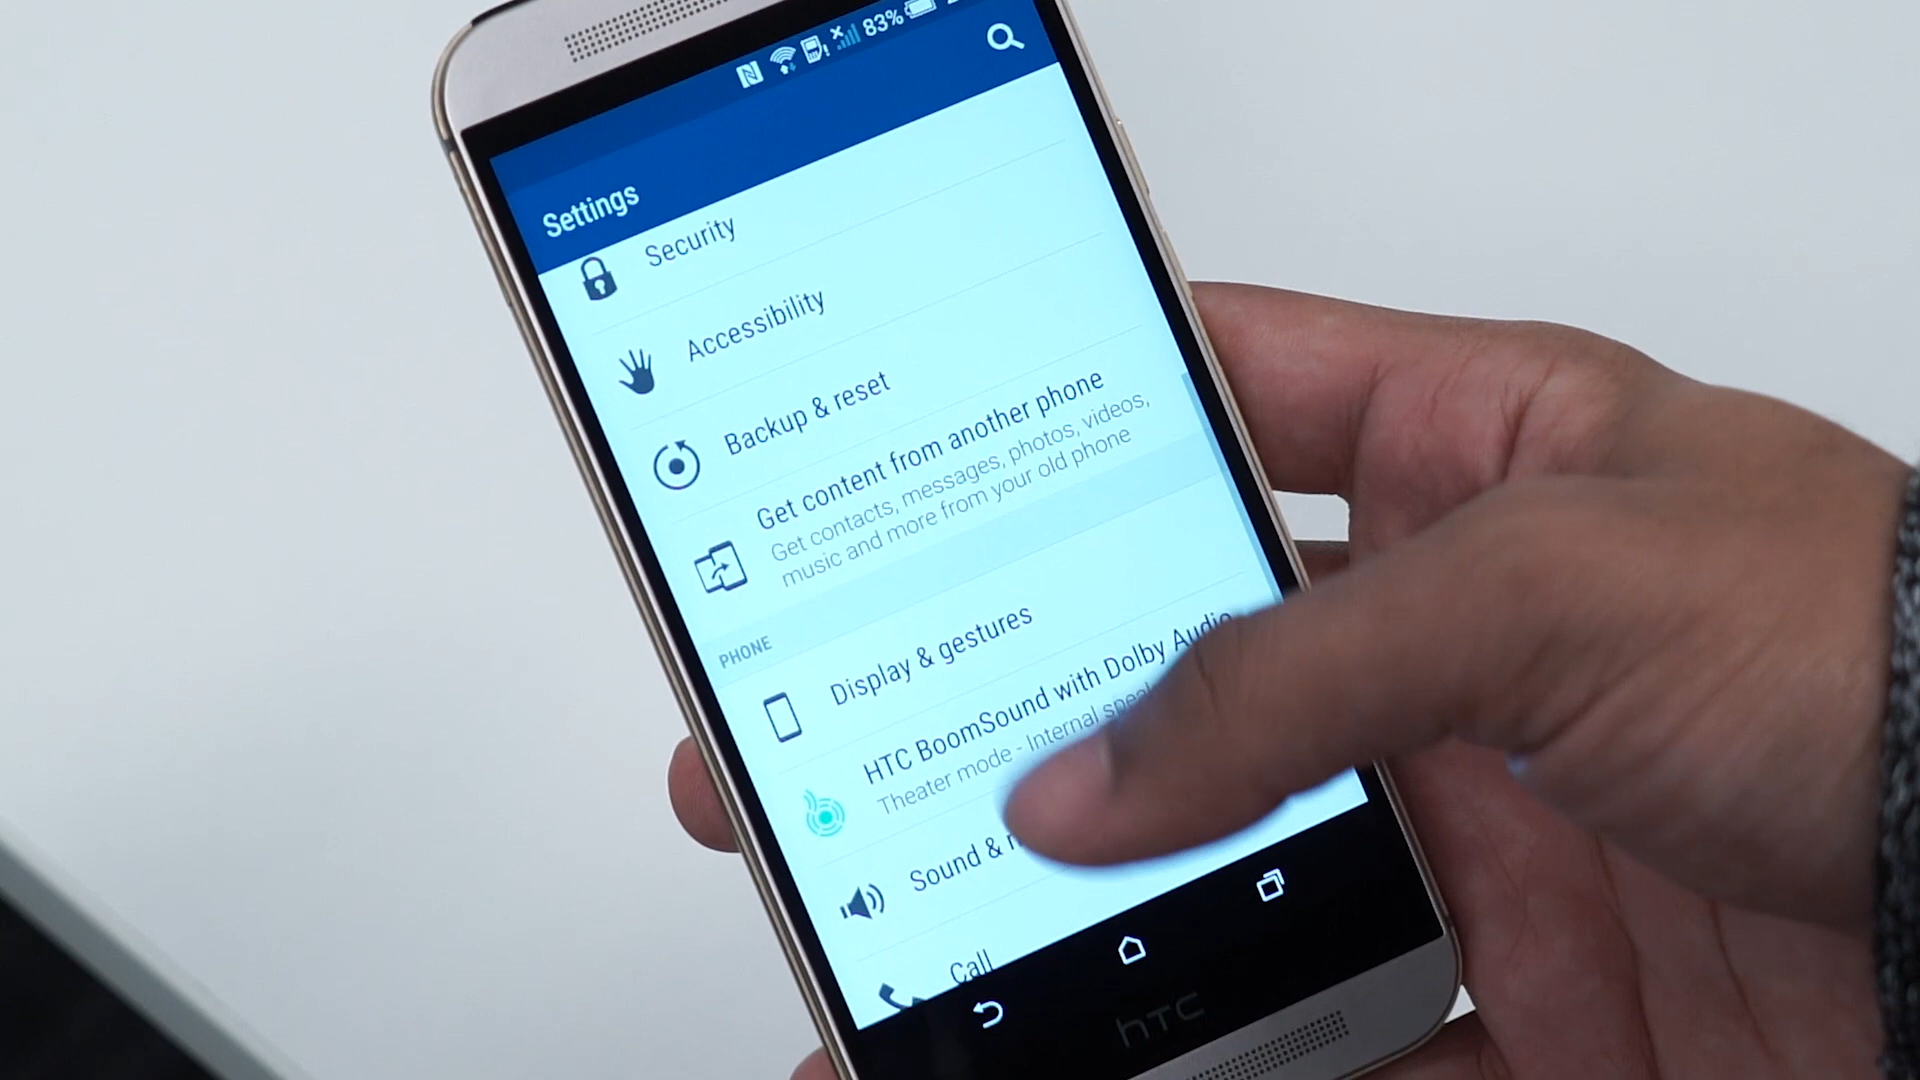 83%
Settings
Security
Accessibility
Backup & reset
Get content from another phone
Get contacts, messages, photos, videos,
music and more from your old phone
PHONE
Display & gestures
HTC BoomSound with Dolby Audio
Theater mode - Internal
Sound &
Call
hTC